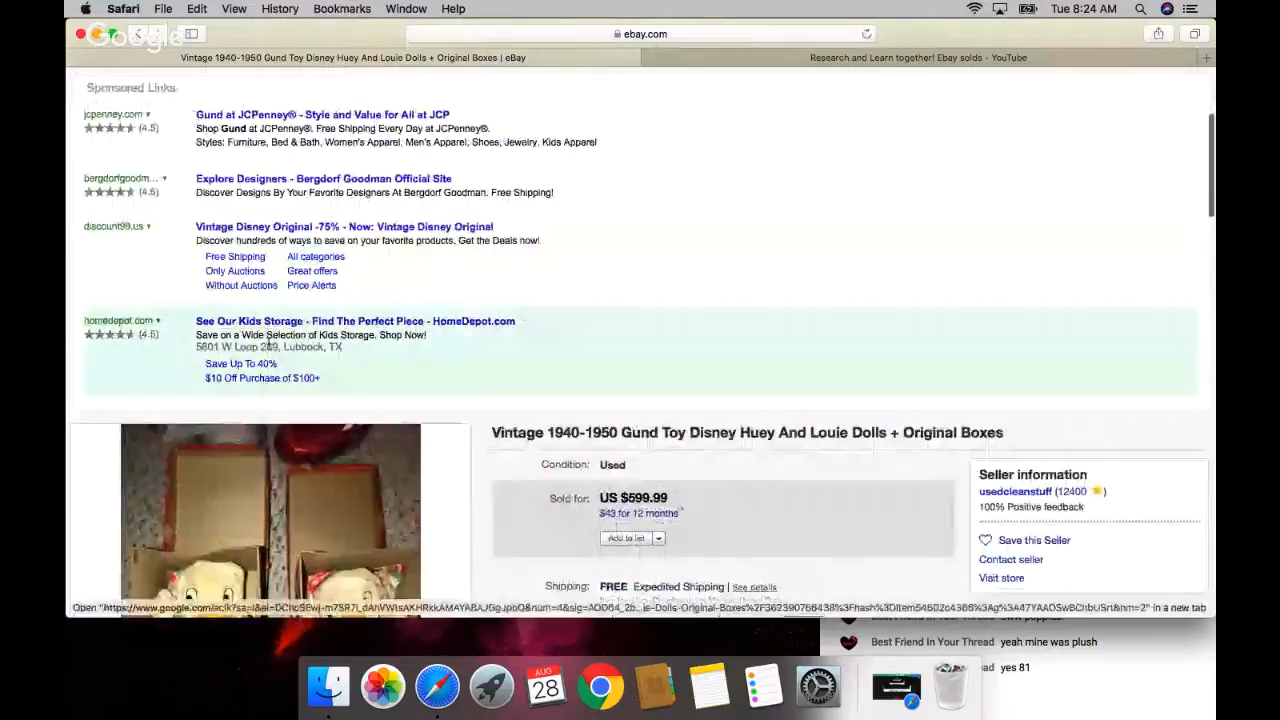 Safari File Edit View History Bookmarks Window Help Tue 8:24 AM
Google
ebay.com
Vintage 1940-1950 Gund Toy Disney Huey And Louie Dolls + Original Boxes | eBay
Research and Learn together! Ebay solds - YouTube
Sponsored Links
jcpenney.com
(4.5)
Gund at JCPenney® - Style and Value for All at JCP
Shop Gund at JCPenney®. Free Shipping Every Day at JCPenney®.
Styles: Furniture, Bed & Bath, Women's Apparel, Men's Apparel, Shoes, Jewelry, Kids Apparel
bergdorfgoodm...
(4.6)
Explore Designers - Bergdorf Goodman Official Site
Discover Designs By Your Favorite Designers At Bergdorf Goodman. Free Shipping!
discount99.us
Vintage Disney Original -75% - Now: Vintage Disney Original
Discover hundreds of ways to save on your favorite products. Get the Deals now!
Free Shipping All categories
Only Auctions Great offers
Without Auctions Price Alerts
homedepot.com
(4.5)
See Our Kids Storage - Find The Perfect Piece - HomeDepot.com
Save on a Wide Selection of Kids Storage. Shop Now!
5801 W Loop 289, Lubbock, TX
Save Up To 40%
$10 Off Purchase of $100+
Vintage 1940-1950 Gund Toy Disney Huey And Louie Dolls + Original Boxes
Condition: Used
Sold for: US $599.99
$43 for 12 months*
Add to list
Shipping: FREE Expedited Shipping | See details
Seller information
usedcleanstuff (12400)
100% Positive feedback
Save this Seller
Contact seller
Visit store
in a new tab
Best Friend In Your Thread yeah mine was plush
yes 81
AUG
28